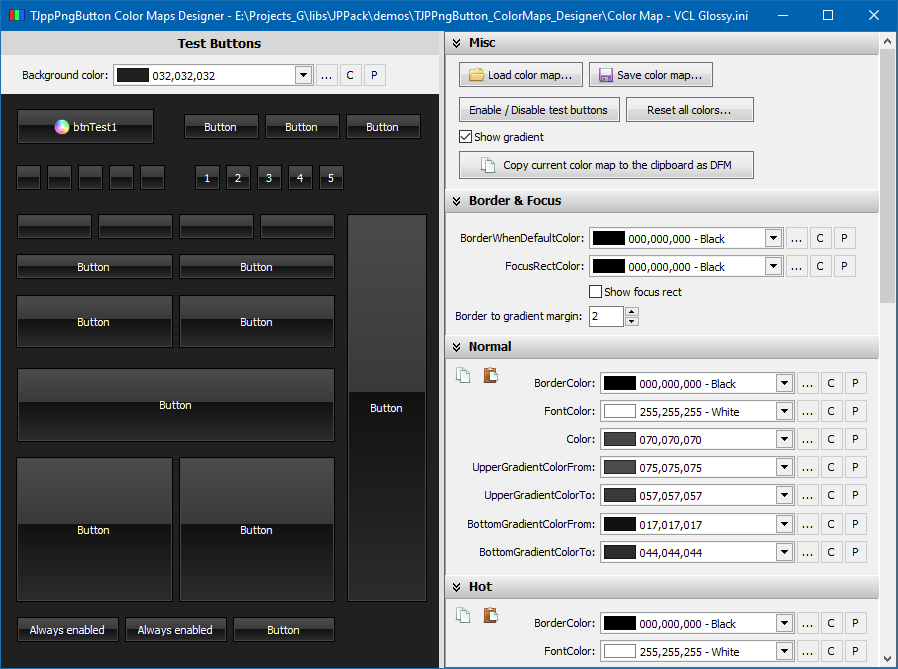 TJppPngButton Color Maps Designer - E:\Projects_G\libs\JPPack\demos\TJPPngButton_ColorMaps_Designer\Color Map - VCL Glossy.ini
Test Buttons
Background color: 032,032,032 ... C P
btnTest1 Button Button Button
1 2 3 4 5
Button Button
Button Button
Button
Button
Button Button
Always enabled Always enabled Button
Misc
Load color map... Save color map...
Enable / Disable test buttons Reset all colors...
Show gradient
Copy current color map to the clipboard as DFM
Border & Focus
BorderWhenDefaultColor: 000,000,000 - Black ... C P
FocusRectColor: 000,000,000 - Black ... C P
Show focus rect
Border to gradient margin: 2
Normal
BorderColor: 000,000,000 - Black ... C P
FontColor: 255,255,255 - White ... C P
Color: 070,070,070 ... C P
UpperGradientColorFrom: 075,075,075 ... C P
UpperGradientColorTo: 057,057,057 ... C P
BottomGradientColorFrom: 017,017,017 ... C P
BottomGradientColorTo: 044,044,044 ... C P
Hot
BorderColor: 000,000,000 - Black ... C P
FontColor: 255,255,255 - White ... C P